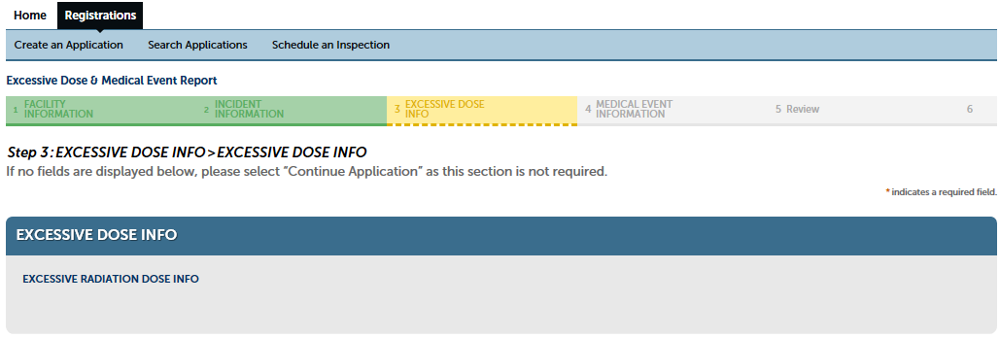 Home Registrations
Create an Application Search Applications Schedule an Inspection
Excessive Dose & Medical Event Report
1 FACILITY INFORMATION
2 INCIDENT INFORMATION
3 EXCESSIVE DOSE INFO
4 MEDICAL EVENT INFORMATION
5 Review
6
Step 3: EXCESSIVE DOSE INFO > EXCESSIVE DOSE INFO
If no fields are displayed below, please select "Continue Application" as this section is not required.
* indicates a required field.
EXCESSIVE DOSE INFO
EXCESSIVE RADIATION DOSE INFO